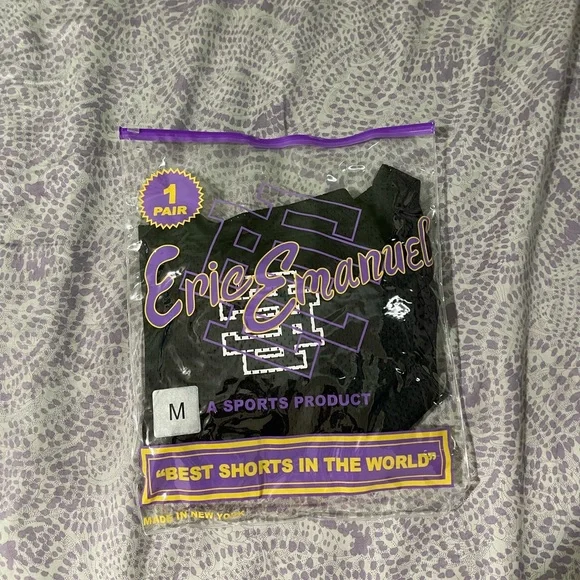 1
PAIR
Eric Emanuel
M
A SPORTS PRODUCT
"BEST SHORTS IN THE WORLD"
MADE IN NEW YORK